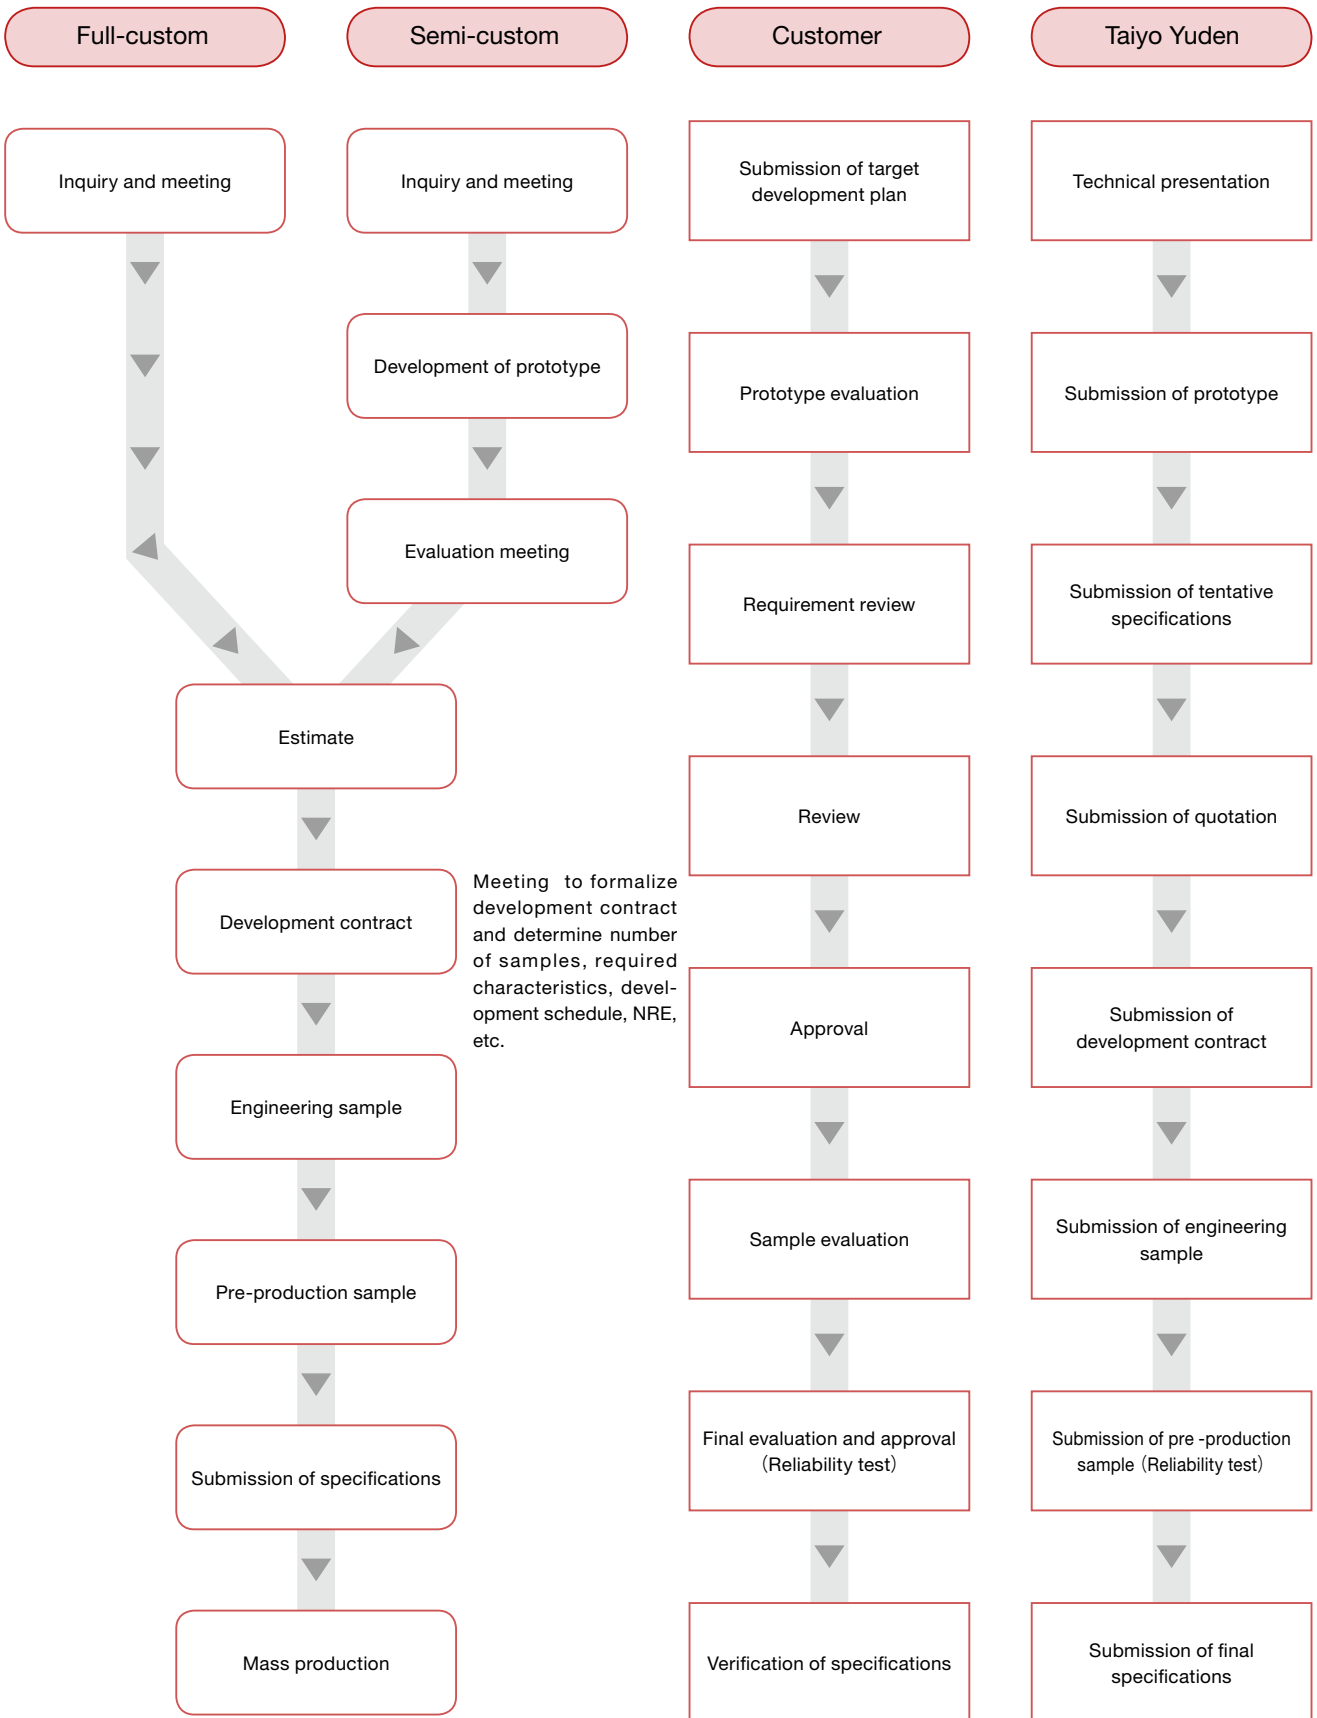 Full-custom
Semi-custom
Customer
Taiyo Yuden
Inquiry and meeting
Inquiry and meeting
Development of prototype
Evaluation meeting
Estimate
Development contract
Meeting to formalize
development contract
and determine number
of samples, required
characteristics, devel-
opment schedule, NRE,
etc.
Engineering sample
Pre-production sample
Submission of specifications
Mass production
Submission of target
development plan
Prototype evaluation
Requirement review
Review
Approval
Sample evaluation
Final evaluation and approval
(Reliability test)
Verification of specifications
Technical presentation
Submission of prototype
Submission of tentative
specifications
Submission of quotation
Submission of
development contract
Submission of engineering
sample
Submission of pre -production
sample (Reliability test)
Submission of final
specifications